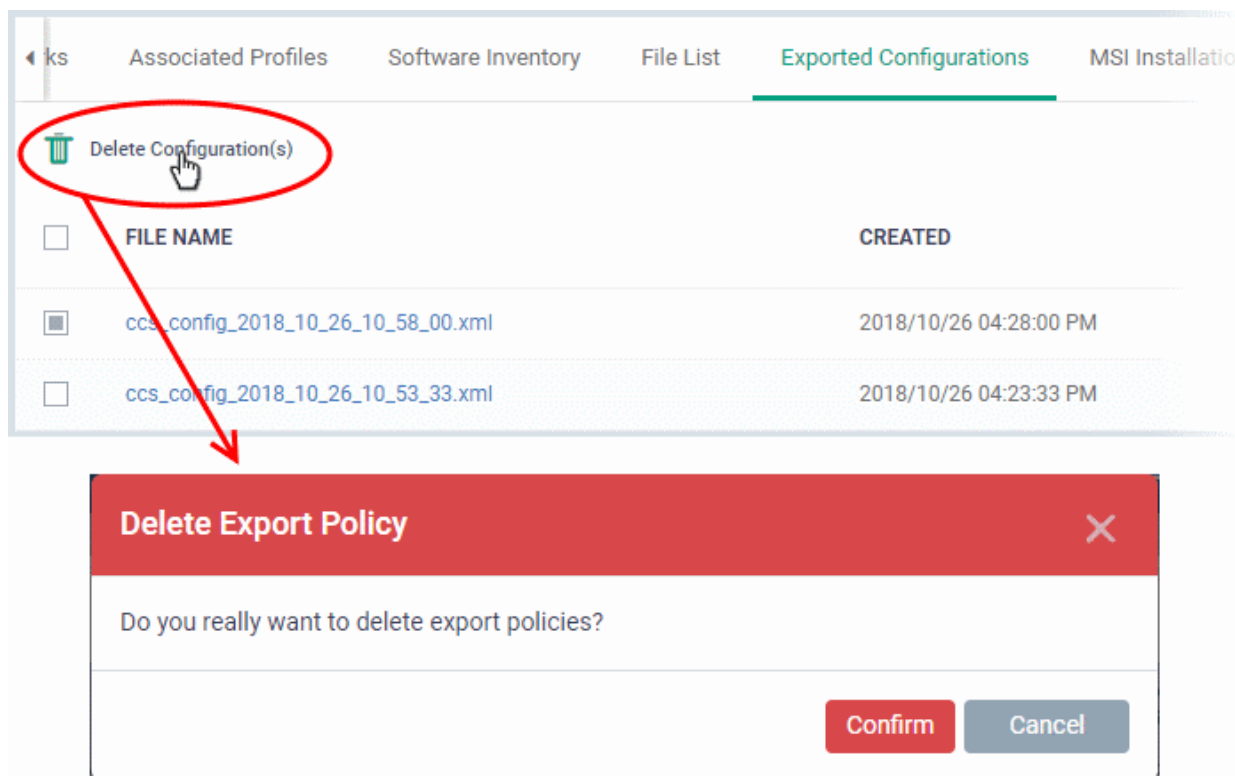 ks Associated Profiles Software Inventory File List Exported Configurations MSI Installatio
Delete Configuration(s)
FILE NAME CREATED
ccs_config_2018_10_26_10_58_00.xml 2018/10/26 04:28:00 PM
ccs_config_2018_10_26_10_53_33.xml 2018/10/26 04:23:33 PM
Delete Export Policy
Do you really want to delete export policies?
Confirm Cancel